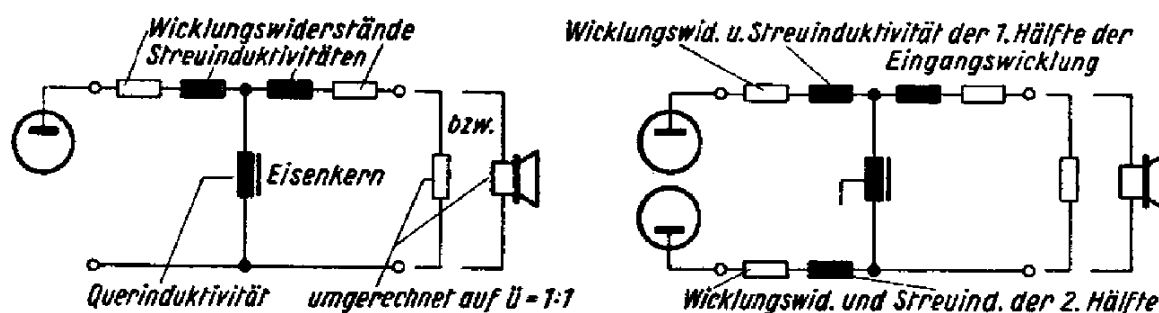 Wicklungswiderstände
Streuinduktivitäten
bzw.
Eisenkern
Querinduktivität
umgerechnet auf Ü = 1:1
Wicklungswid. u. Streuinduktivität der 1. Hälfte der
Eingangswicklung
Wicklungswid. und Streuind. der 2. Hälfte